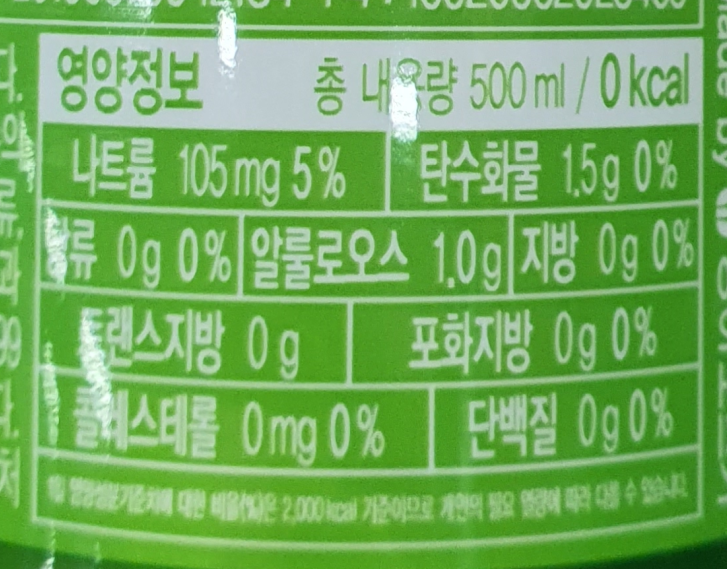 영양정보 총 내용량 500 ml / 0 kcal
나트륨 105 mg 5% 탄수화물 1.5g 0%
당류 0g 0% 알룰로오스 1.0g 지방 0g 0%
트랜스지방 0g 포화지방 0g 0%
콜레스테롤 0mg 0% 단백질 0g 0%
1일 영양성분기준치에 대한 비율(%)은 2,000 kcal 기준이므로 개인의 필요 열량에 따라 다를 수 있습니다.